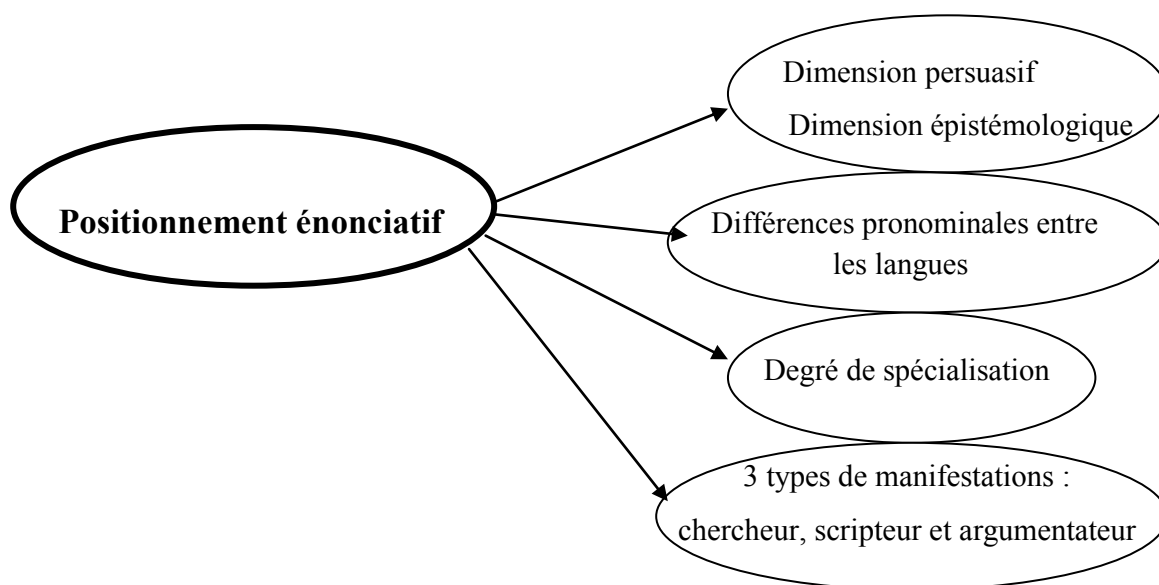 Dimension persuasif
Dimension épistémologique
Positionnement énonciatif
Différences pronominales entre
les langues
Degré de spécialisation
3 types de manifestations :
chercheur, scripteur et argumentateur